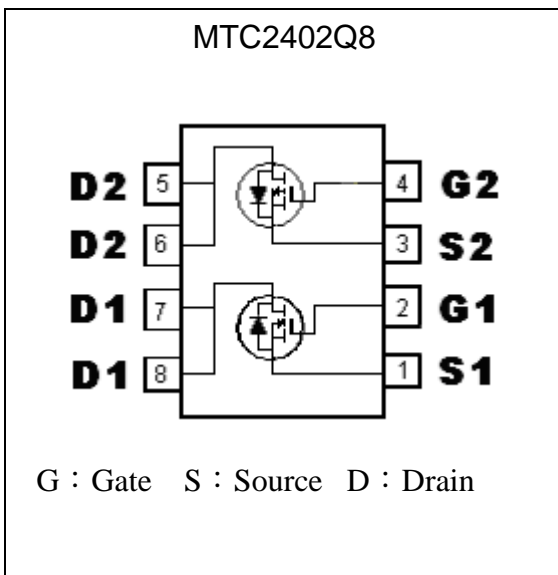 MTC2402Q8
D2 5 4 G2
D2 6 3 S2
D1 7 2 G1
D1 8 1 S1
G：Gate S：Source D：Drain